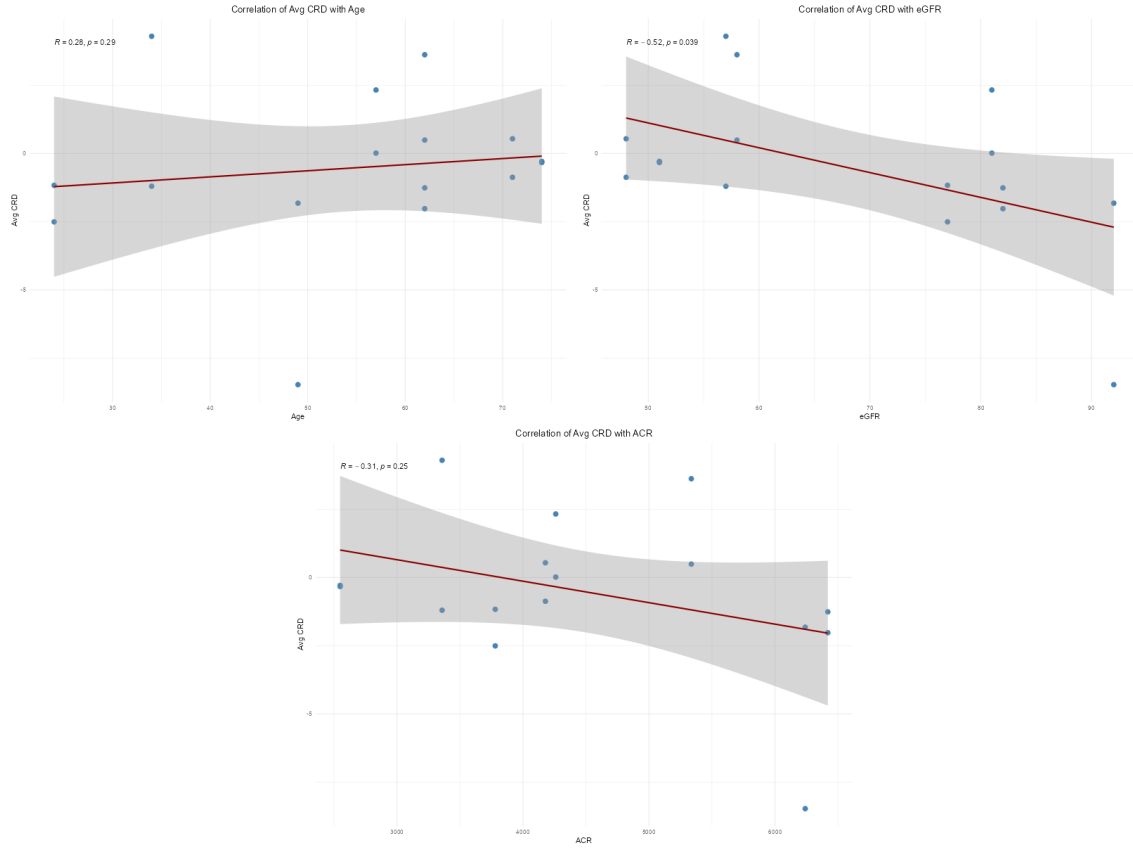 Correlation of Avg CRD with Age
R = 0.28, p = 0.29
0
-5
Avg CRD
30 40 50 60 70
Age
Correlation of Avg CRD with eGFR
R = − 0.52, p = 0.039
0
-5
Avg CRD
50 60 70 80 90
eGFR
Correlation of Avg CRD with ACR
R = − 0.31, p = 0.25
0
-5
Avg CRD
3000 4000 5000 6000
ACR